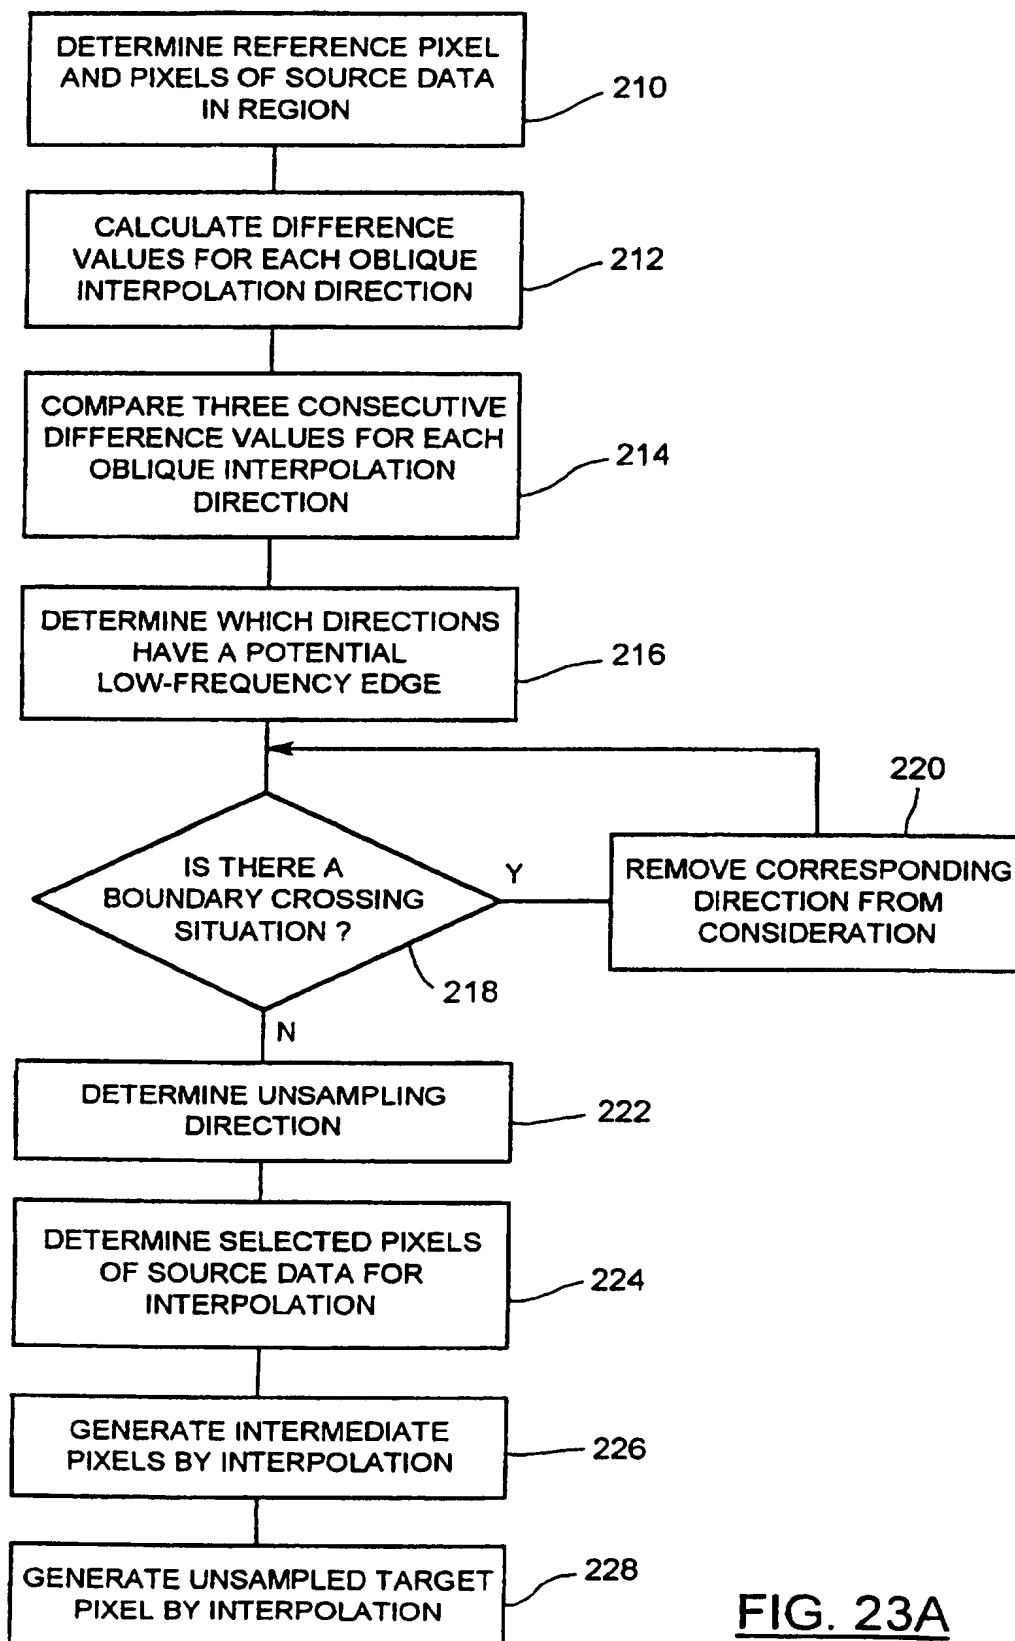 DETERMINE REFERENCE PIXEL
AND PIXELS OF SOURCE DATA
IN REGION
210
CALCULATE DIFFERENCE
VALUES FOR EACH OBLIQUE
INTERPOLATION DIRECTION
212
COMPARE THREE CONSECUTIVE
DIFFERENCE VALUES FOR EACH
OBLIQUE INTERPOLATION
DIRECTION
214
DETERMINE WHICH DIRECTIONS
HAVE A POTENTIAL
LOW-FREQUENCY EDGE
216
IS THERE A
BOUNDARY CROSSING
SITUATION ?
218
Y
220
REMOVE CORRESPONDING
DIRECTION FROM
CONSIDERATION
N
DETERMINE UNSAMPLING
DIRECTION
222
DETERMINE SELECTED PIXELS
OF SOURCE DATA FOR
INTERPOLATION
224
GENERATE INTERMEDIATE
PIXELS BY INTERPOLATION
226
GENERATE UNSAMPLED TARGET
PIXEL BY INTERPOLATION
228
FIG. 23A